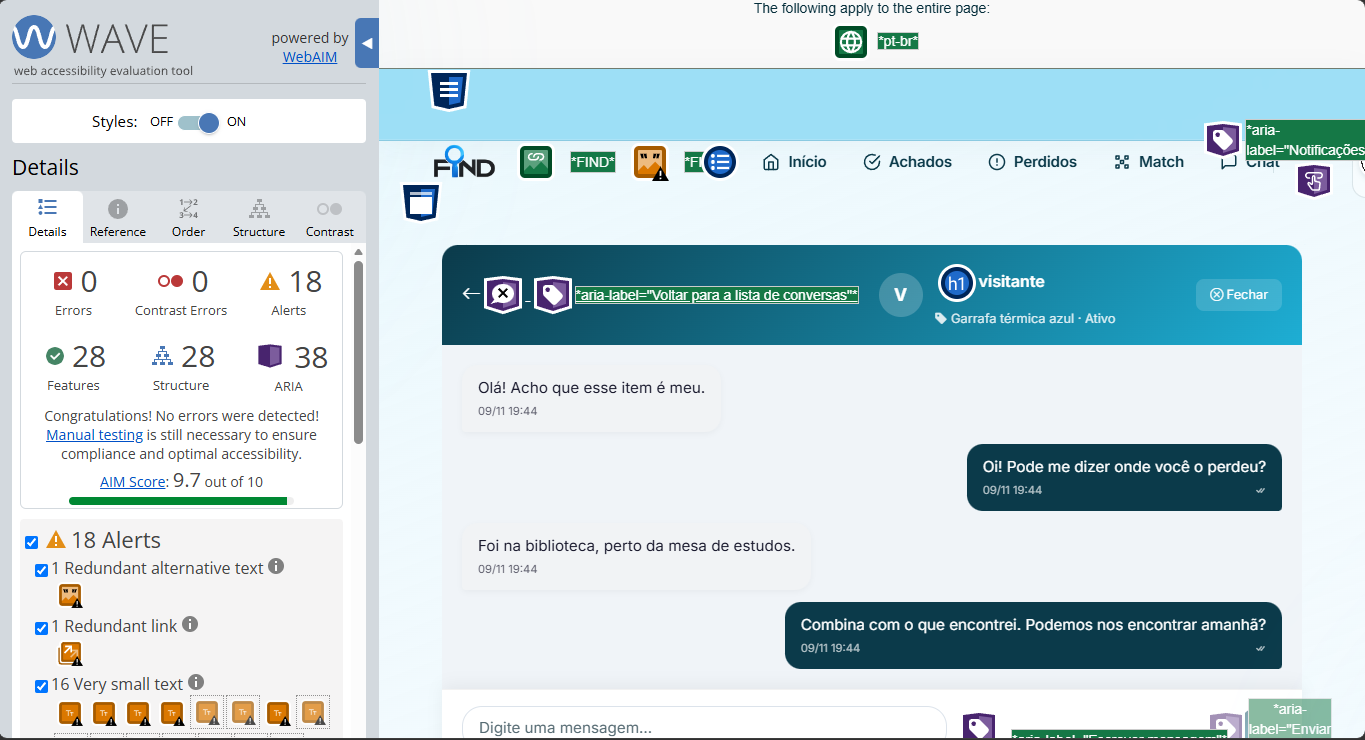 WAVE
web accessibility evaluation tool
powered by
WebAIM
Styles: OFF ON
Details
Details Reference Order Structure Contrast
0 0 18
Errors Contrast Errors Alerts
28 28 38
Features Structure ARIA
Congratulations! No errors were detected!
Manual testing is still necessary to ensure
compliance and optimal accessibility.
AIM Score: 9.7 out of 10
18 Alerts
1 Redundant alternative text
1 Redundant link
16 Very small text
The following apply to the entire page:
*pt-br*
*aria-
label="Notificações
FIND *FIND* *FI Início Achados Perdidos Match Chat
*aria-label="Voltar para a lista de conversas"*
V
h1 visitante
Garrafa térmica azul · Ativo
Fechar
Olá! Acho que esse item é meu.
09/11 19:44
Oi! Pode me dizer onde você o perdeu?
09/11 19:44
Foi na biblioteca, perto da mesa de estudos.
09/11 19:44
Combina com o que encontrei. Podemos nos encontrar amanhã?
09/11 19:44
Digite uma mensagem...
*aria-label="Escrever mensagem"*
*aria-
label="Enviar